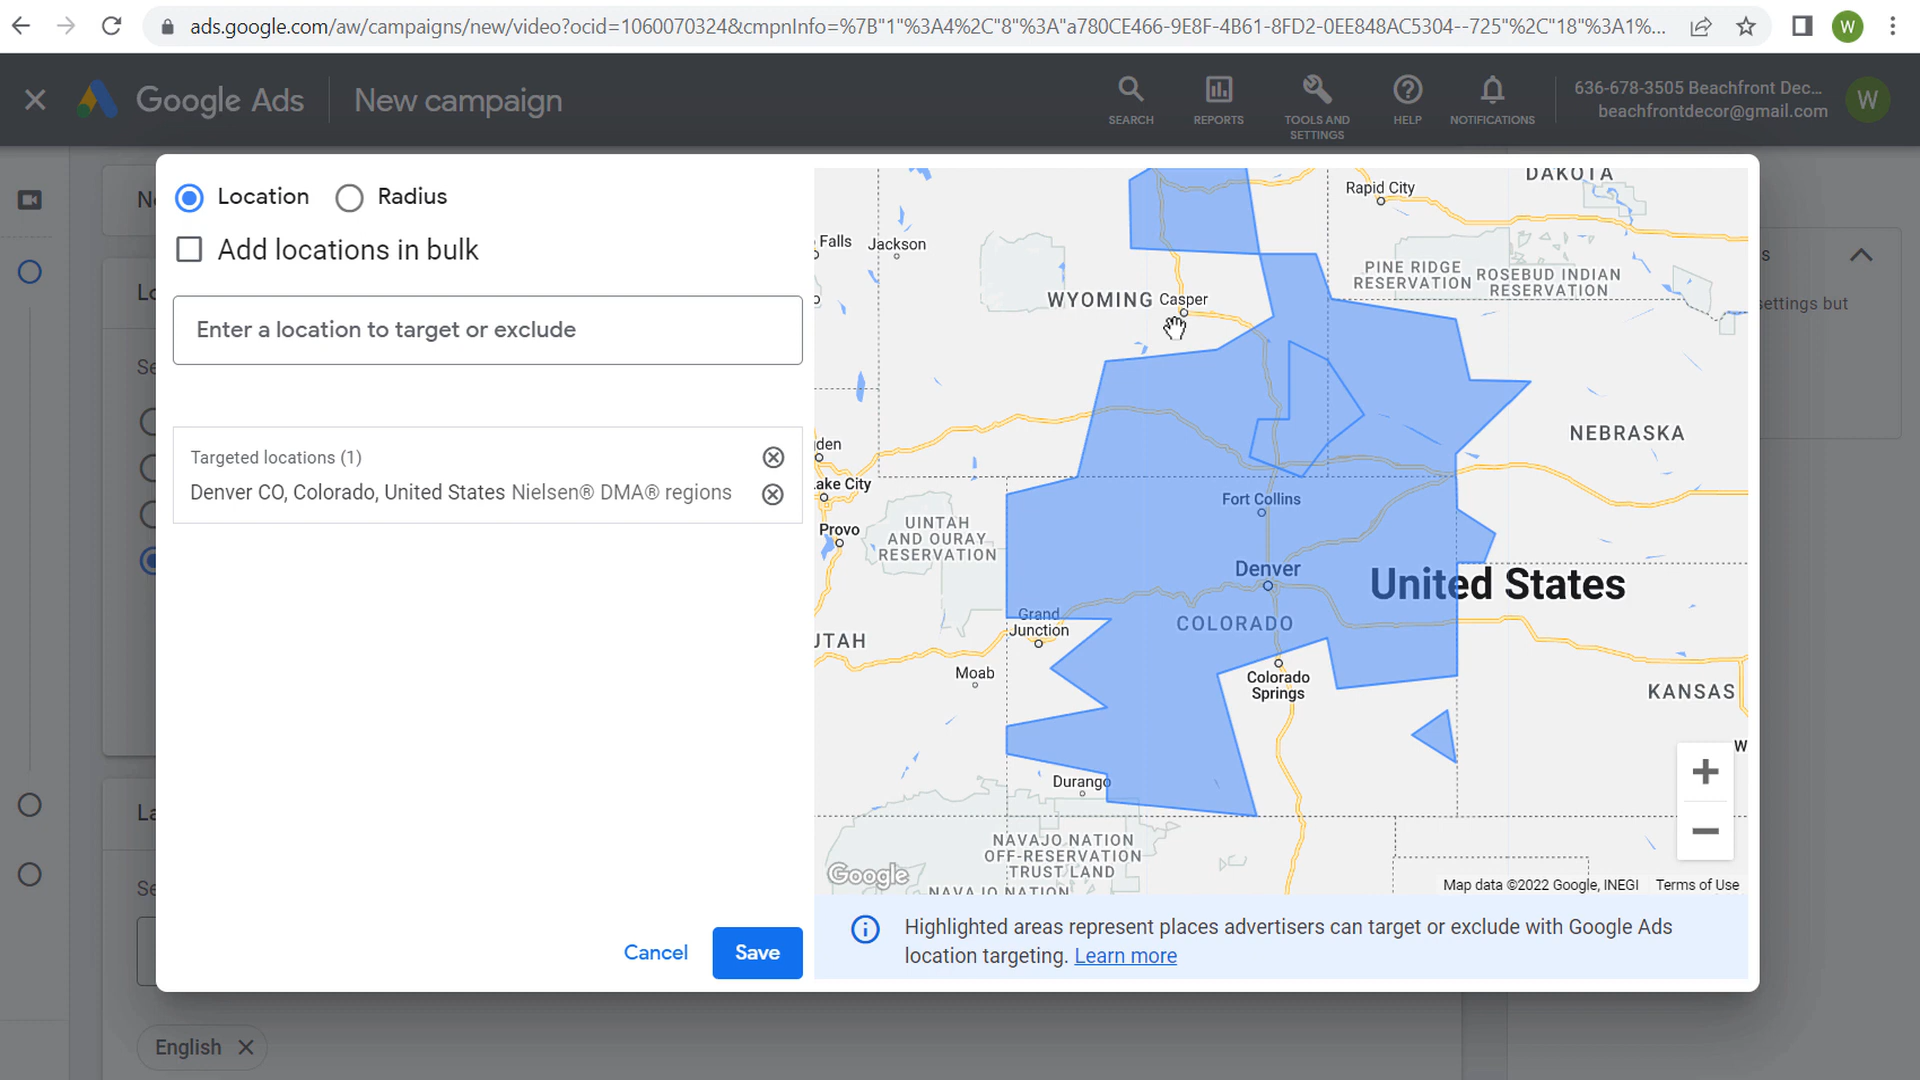 ads.google.com/aw/campaigns/new/video?ocid=1060070324&cmpnInfo=%7B"1"%3A4%2C"8"%3A"a780CE466-9E8F-4B61-8FD2-0EE848AC5304--725"%2C"18"%3A1%...
W
Google Ads
New campaign
SEARCH
REPORTS
TOOLS AND
SETTINGS
HELP
NOTIFICATIONS
636-678-3505 Beachfront Dec...
beachfrontdecor@gmail.com
W
Location
Radius
Add locations in bulk
Enter a location to target or exclude
Targeted locations (1)
Denver CO, Colorado, United States Nielsen® DMA® regions
Cancel
Save
DAKOTA
Rapid City
Falls
Jackson
PINE RIDGE
RESERVATION
ROSEBUD INDIAN
RESERVATION
WYOMING
Casper
NEBRASKA
den
ake City
Fort Collins
Provo
UINTAH
AND OURAY
RESERVATION
Denver
United States
Grand
Junction
COLORADO
UTAH
Moab
Colorado
Springs
KANSAS
W
Durango
NAVAJO NATION
OFF-RESERVATION
TRUST LAND
NAVAJO NATION
Google
Map data ©2022 Google, INEGI
Terms of Use
Highlighted areas represent places advertisers can target or exclude with Google Ads
location targeting. Learn more
Lo
Se
La
Se
English
s
settings but